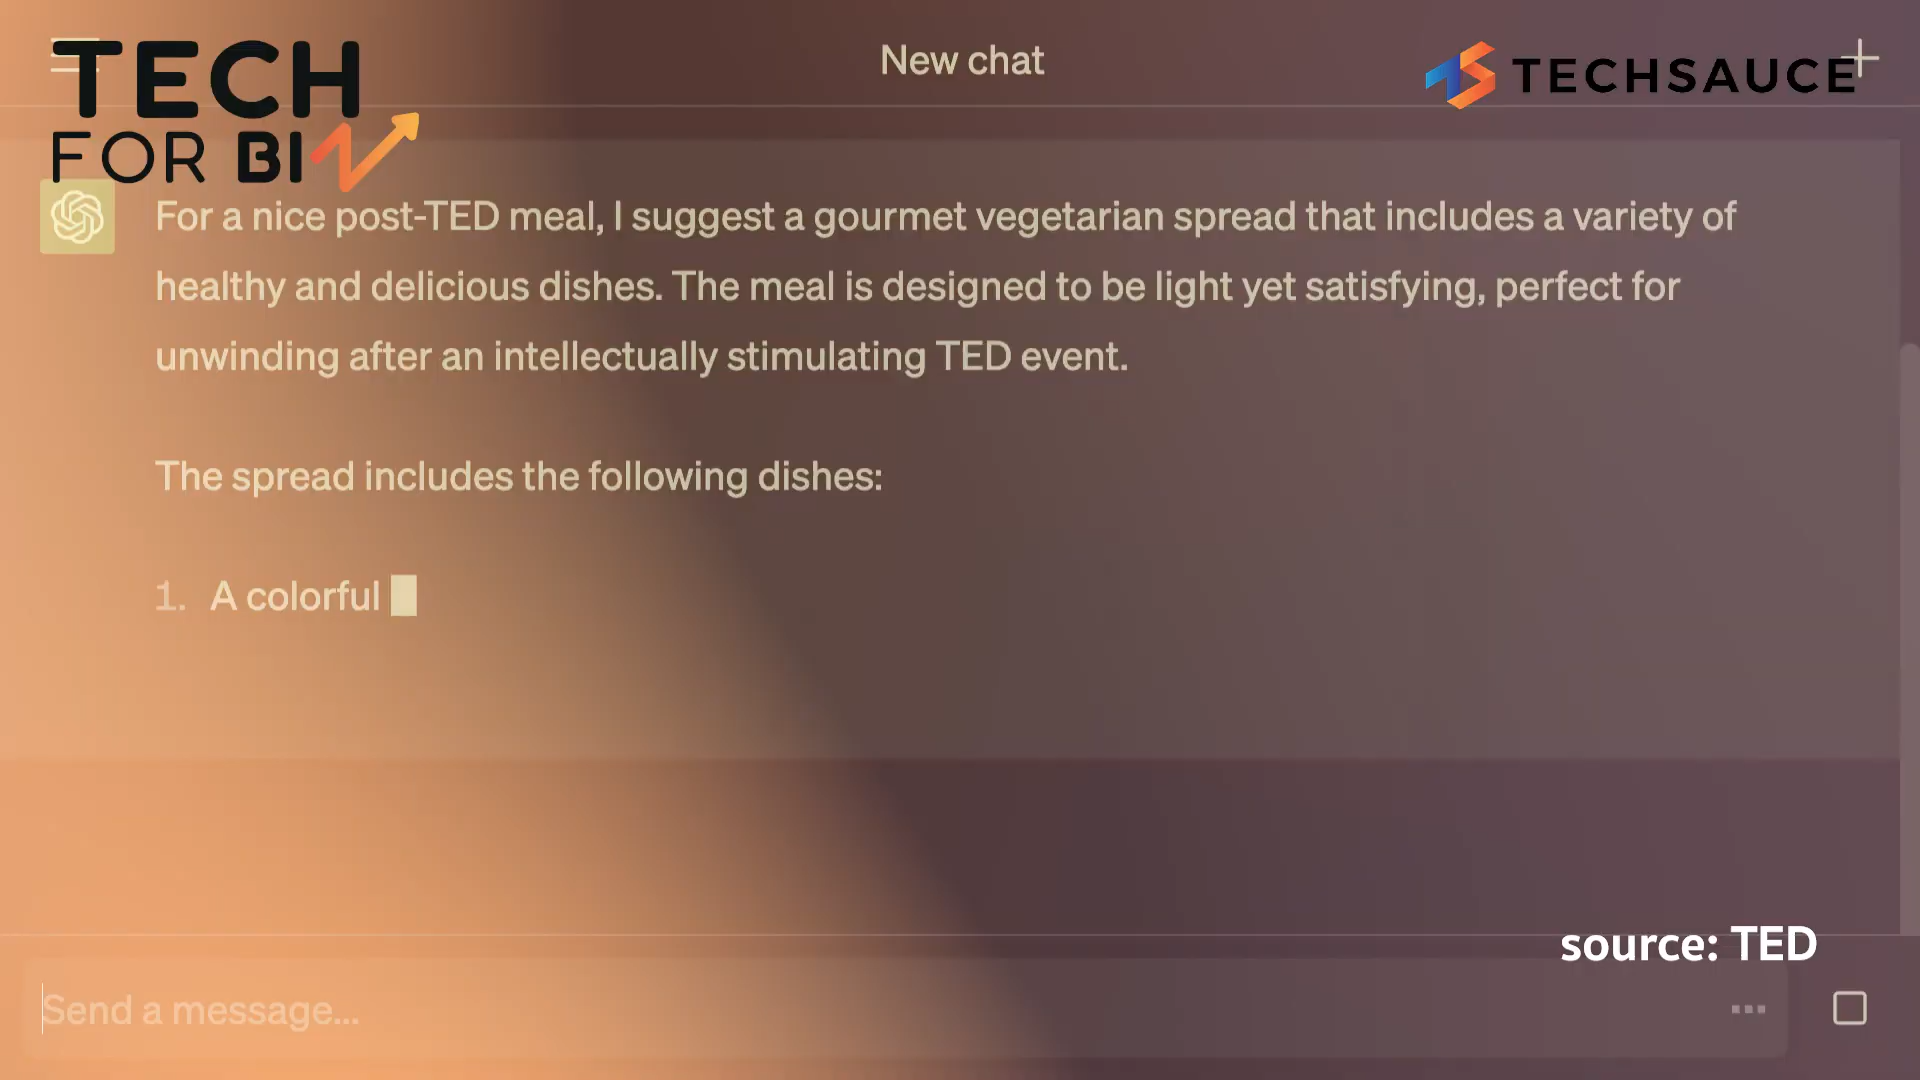 TECH
FOR BIZ
New chat
TECHSAUCE
For a nice post-TED meal, I suggest a gourmet vegetarian spread that includes a variety of
healthy and delicious dishes. The meal is designed to be light yet satisfying, perfect for
unwinding after an intellectually stimulating TED event.
The spread includes the following dishes:
1. A colorful
source: TED
Send a message...